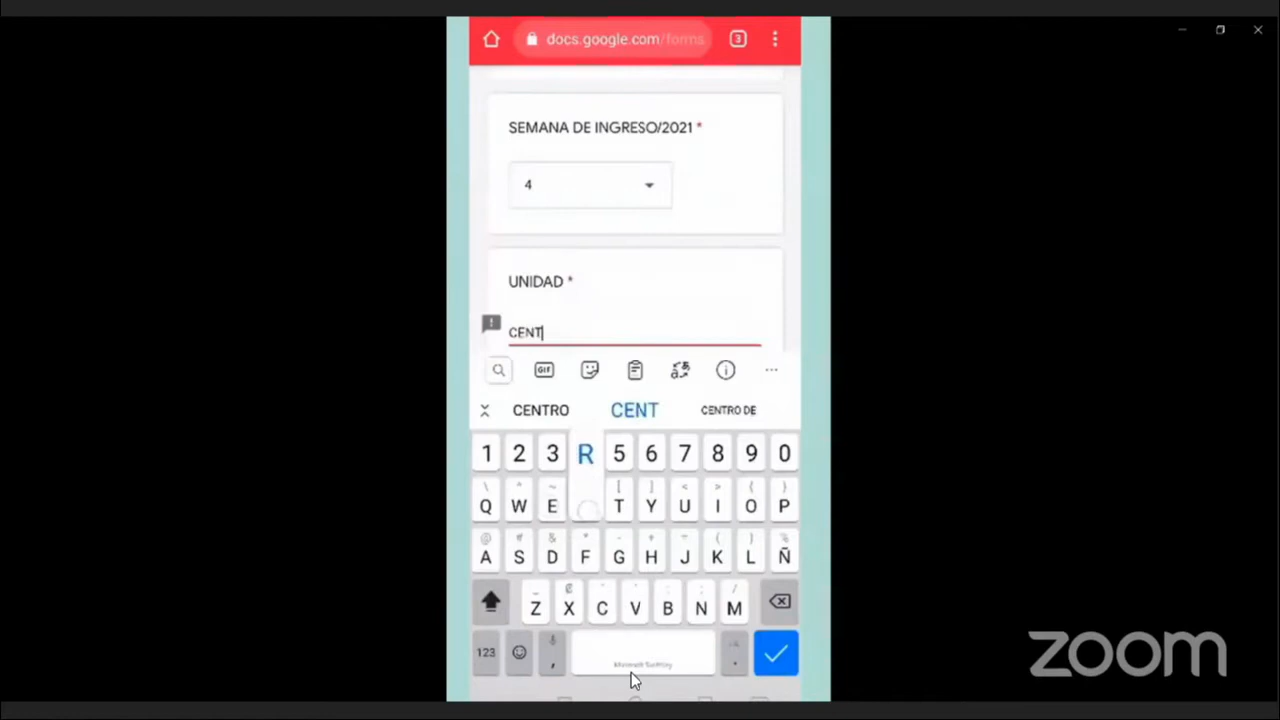 docs.google.com/forms 3
SEMANA DE INGRESO/2021 *
4
UNIDAD *
CENT
GIF
CENTRO CENT CENTRO DE
1 2 3 R 5 6 7 8 9 0
Q W E T Y U I O P
A S D F G H J K L Ñ
Z X C V B N M
123 , .
zoom